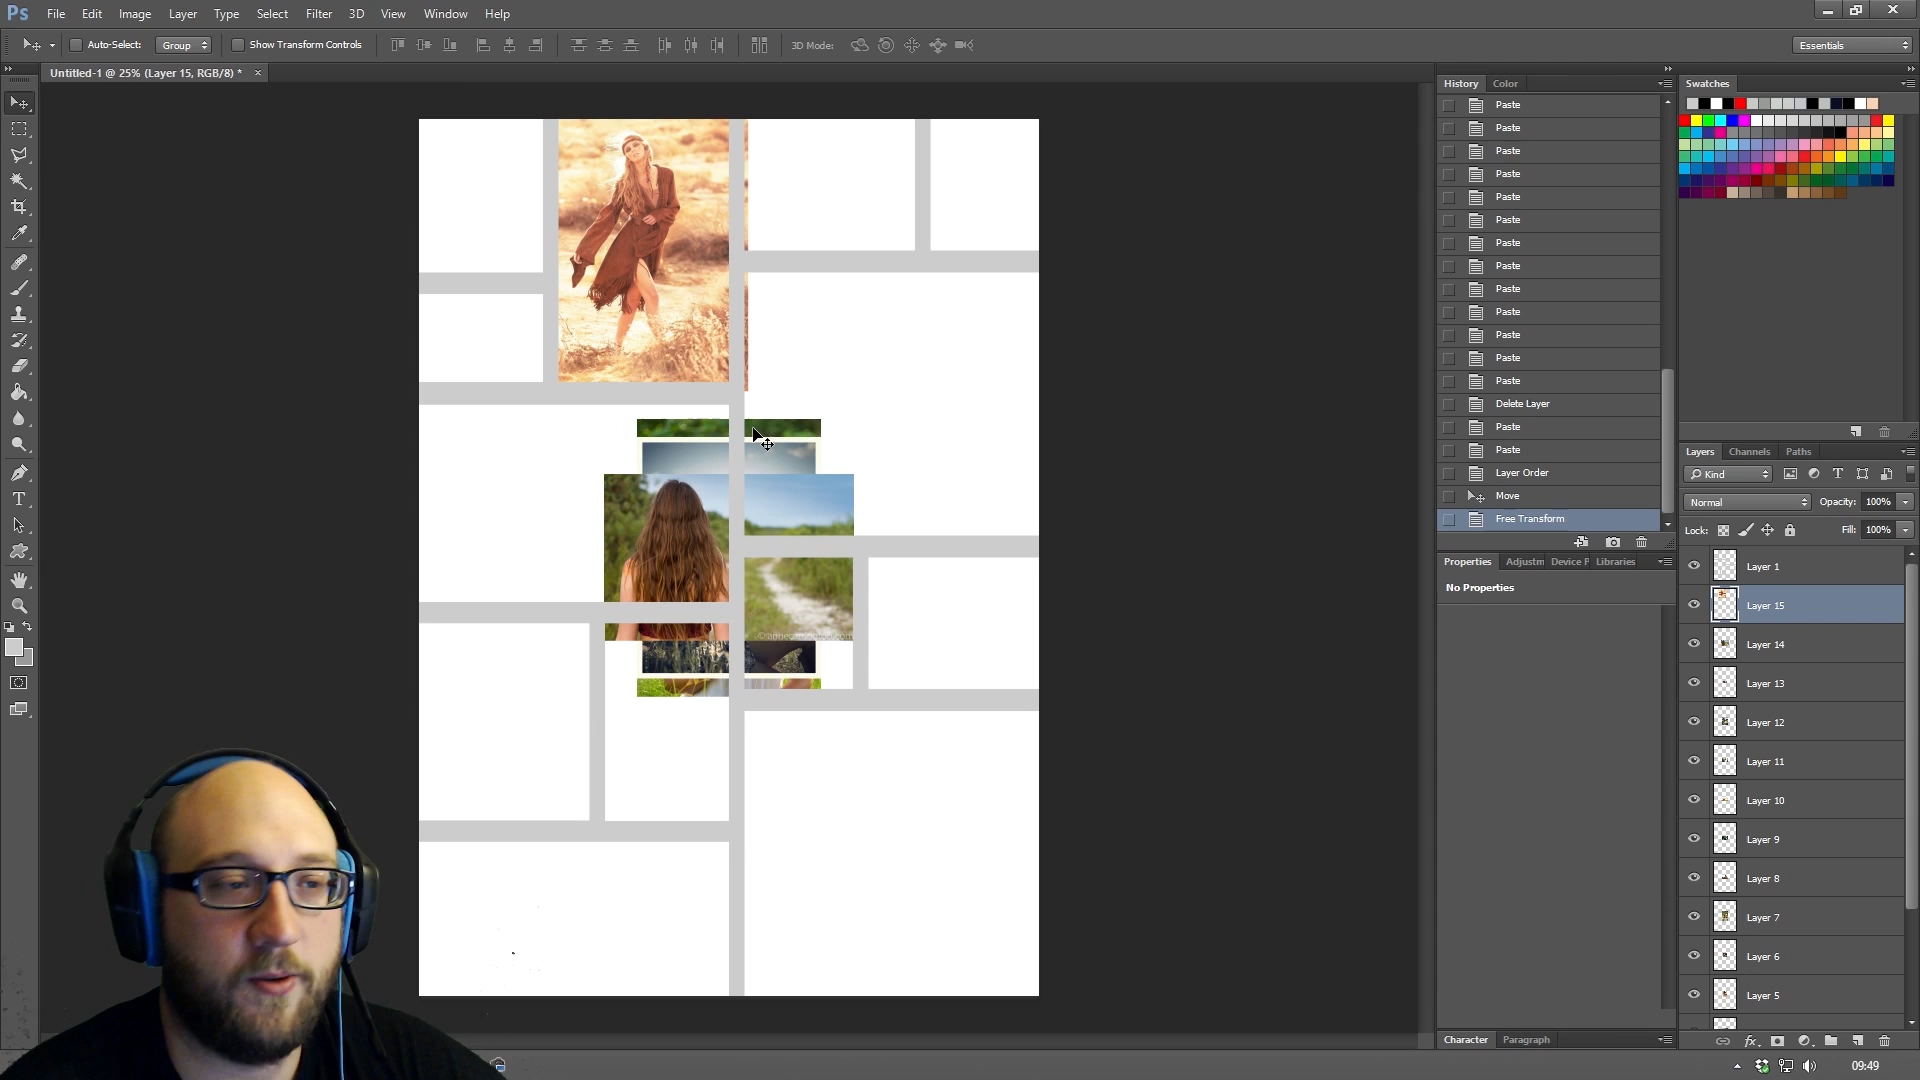 Ps File Edit Image Layer Type Select Filter 3D View Window Help
Auto-Select: Group Show Transform Controls 3D Mode: Essentials
Untitled-1 @ 25% (Layer 15, RGB/8) * ×
History Color
Paste
Paste
Paste
Paste
Paste
Paste
Paste
Paste
Paste
Paste
Paste
Paste
Paste
Delete Layer
Paste
Paste
Layer Order
Move
Free Transform
Properties Adjustm Device P Libraries
No Properties
Character Paragraph
Swatches
Layers Channels Paths
Kind
Normal Opacity: 100%
Lock: Fill: 100%
Layer 1
Layer 15
Layer 14
Layer 13
Layer 12
Layer 11
Layer 10
Layer 9
Layer 8
Layer 7
Layer 6
Layer 5
09:49